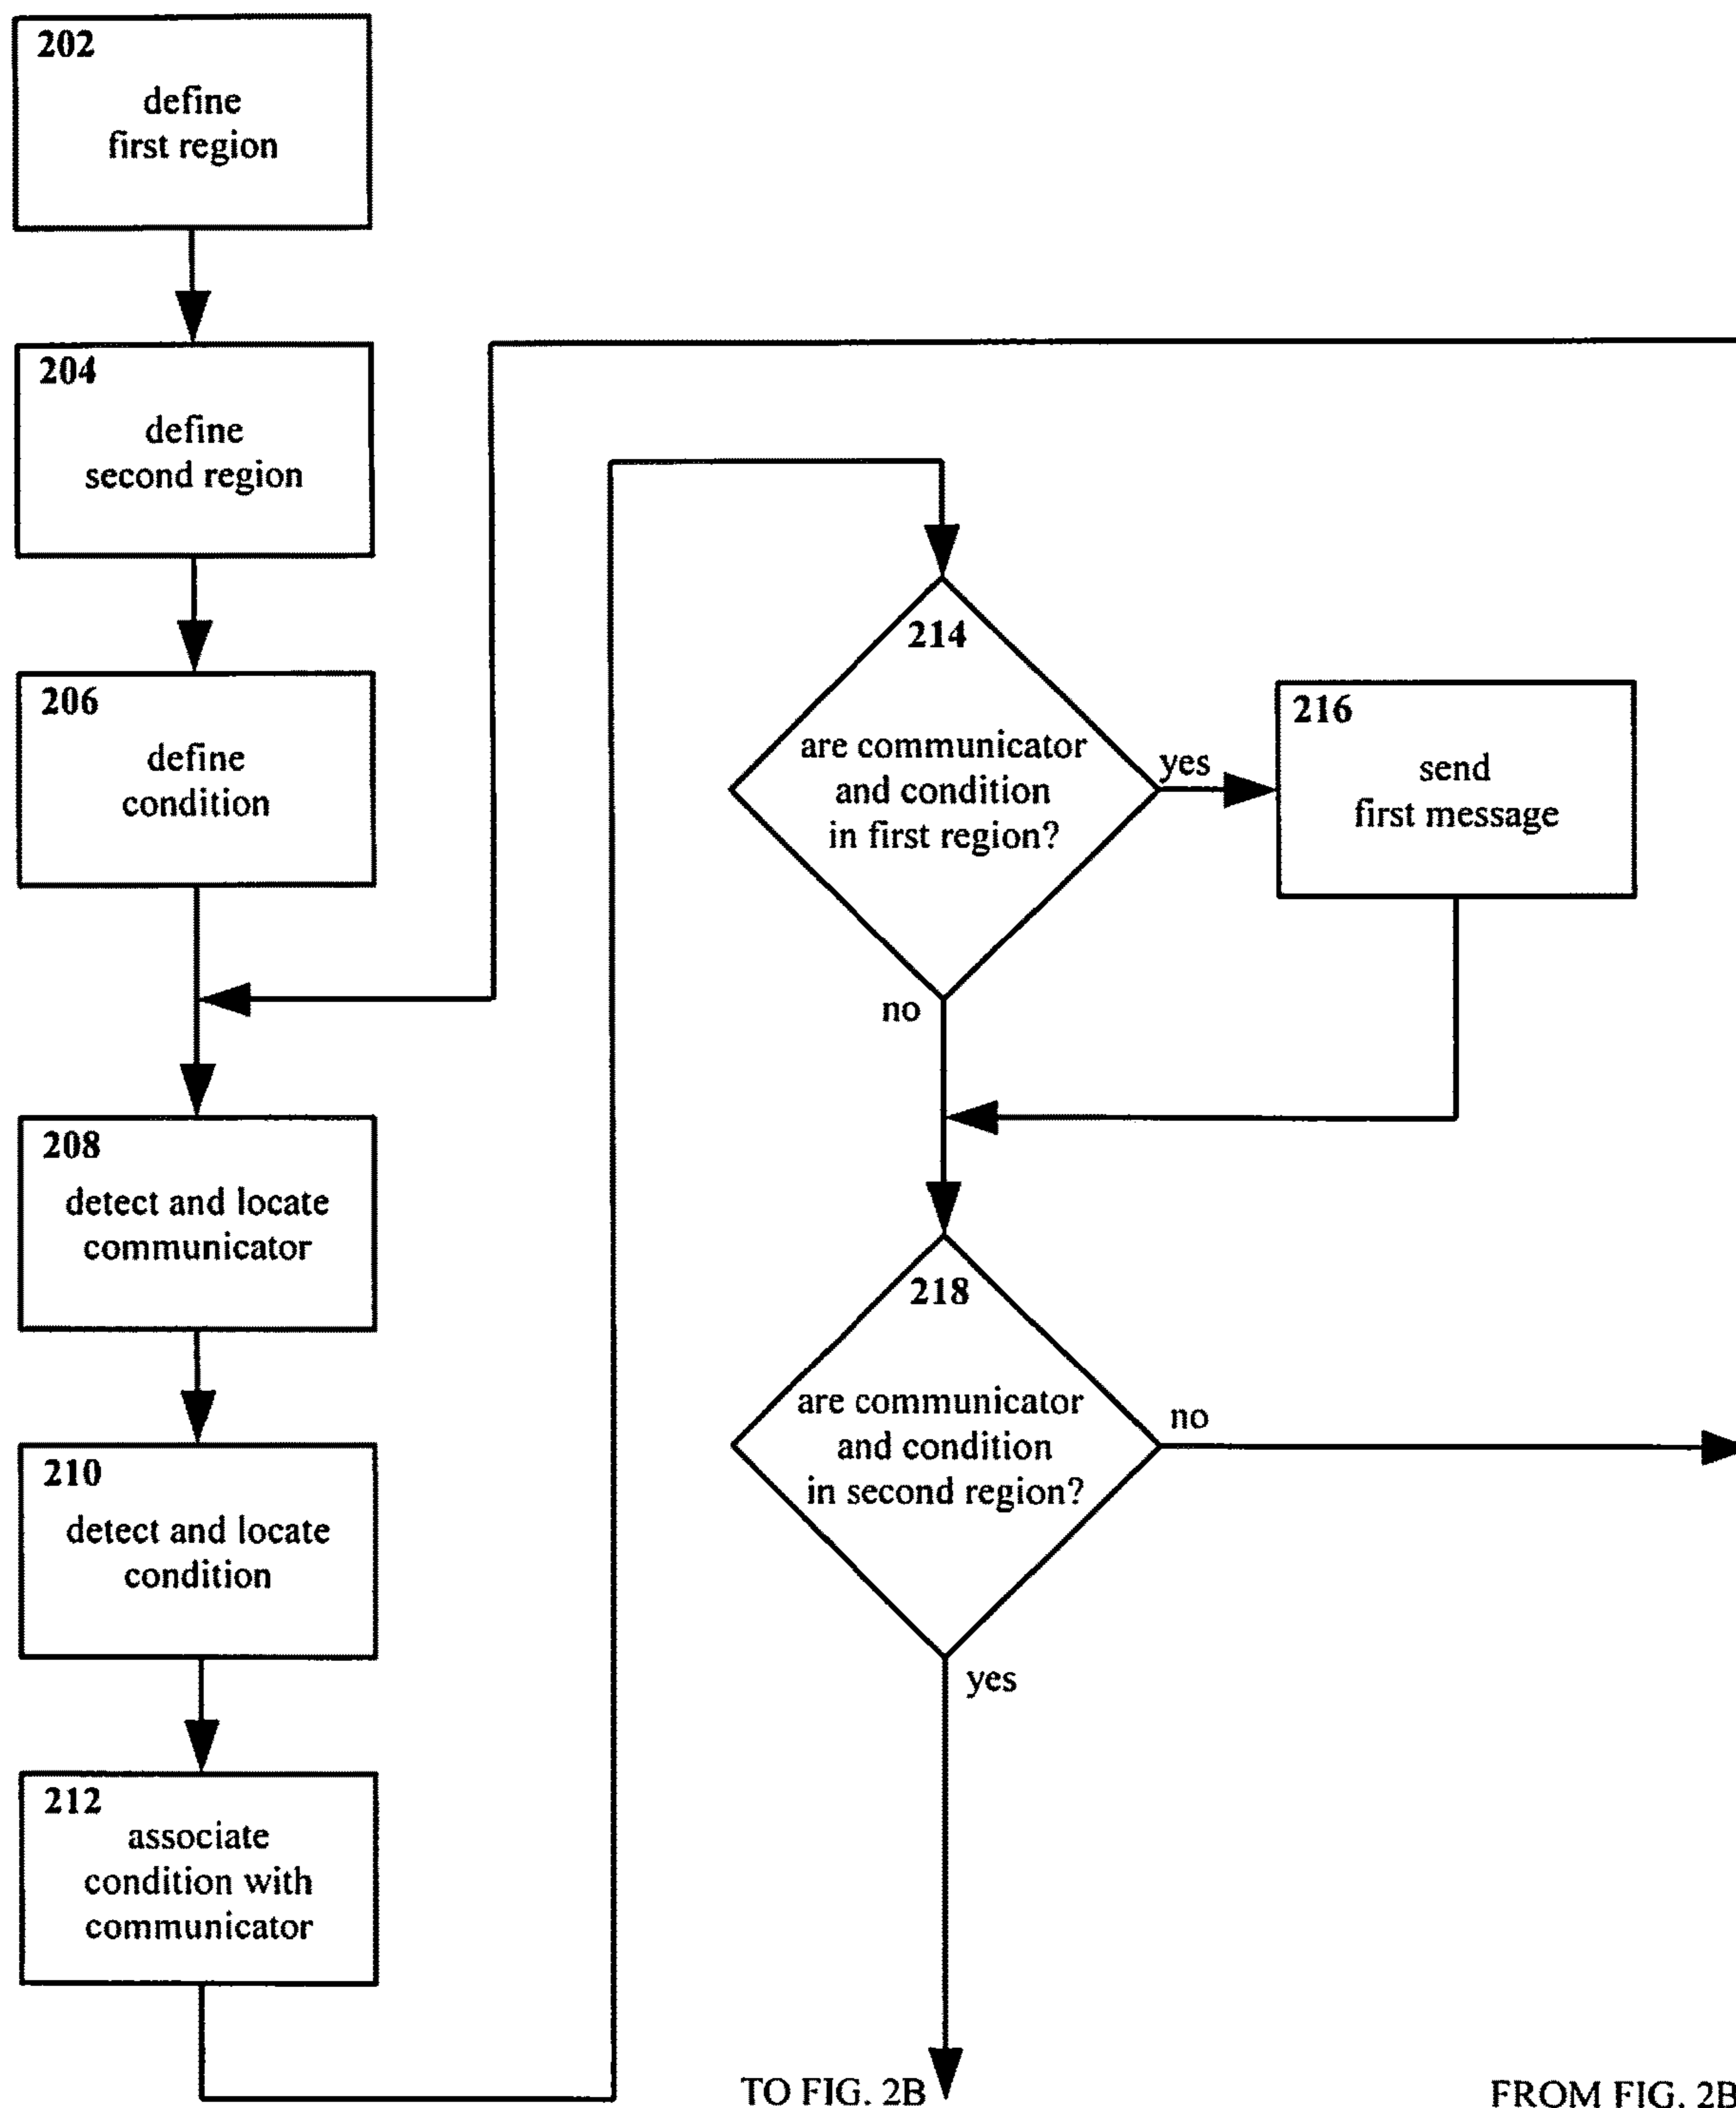 202
define
first region
204
define
second region
206
define
condition
208
detect and locate
communicator
210
detect and locate
condition
212
associate
condition with
communicator
214
are communicator
and condition
in first region?
yes
no
216
send
first message
218
are communicator
and condition
in second region?
no
yes
TO FIG. 2B
FROM FIG. 2B